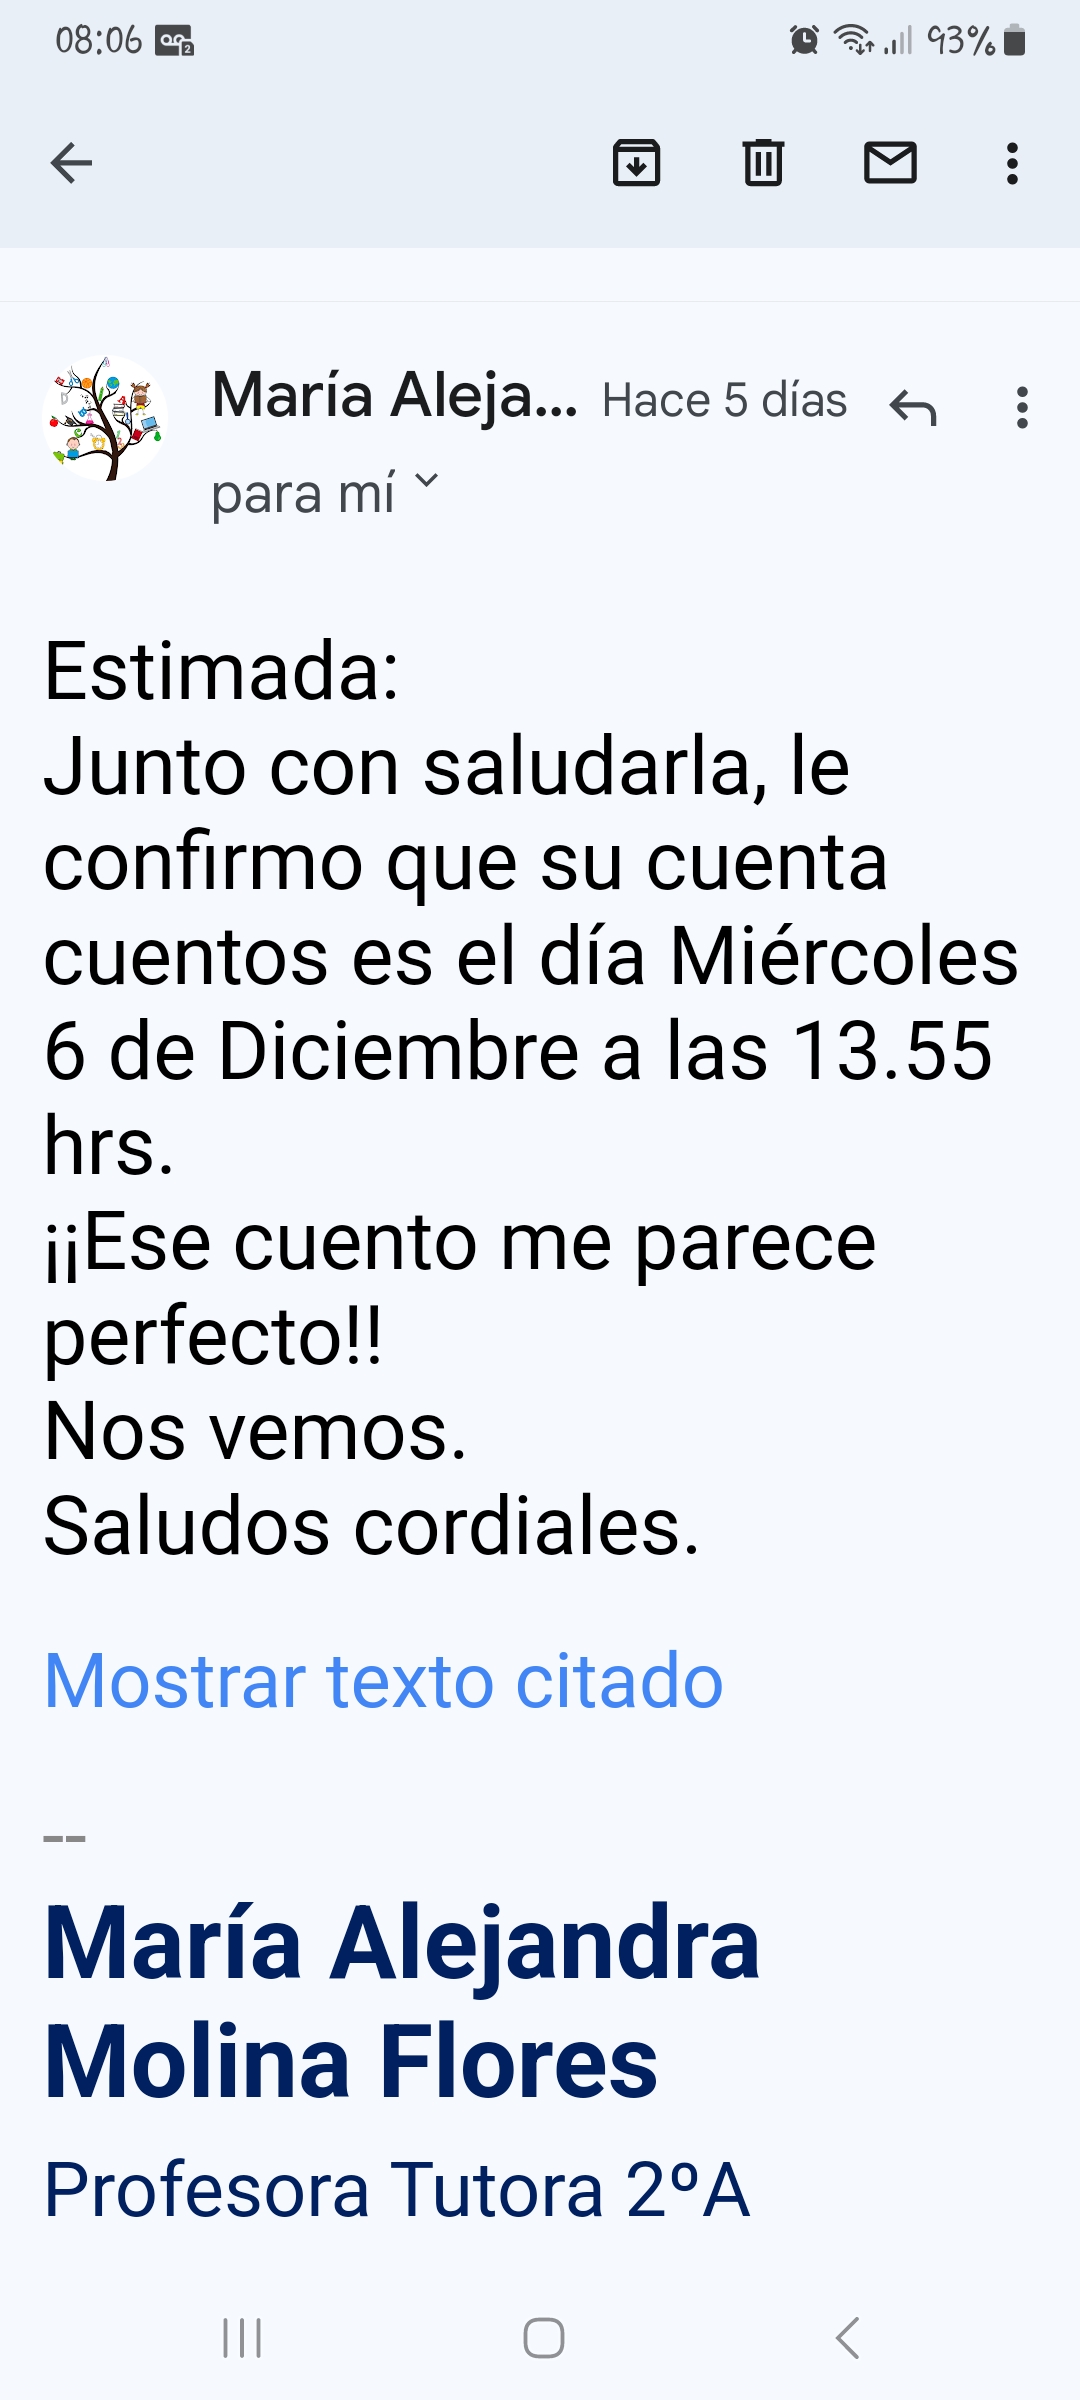 08:06
93%
María Aleja... Hace 5 días
para mí
Estimada:
Junto con saludarla, le
confirmo que su cuenta
cuentos es el día Miércoles
6 de Diciembre a las 13.55
hrs.
¡¡Ese cuento me parece
perfecto!!
Nos vemos.
Saludos cordiales.
Mostrar texto citado
--
María Alejandra
Molina Flores
Profesora Tutora 2ºA